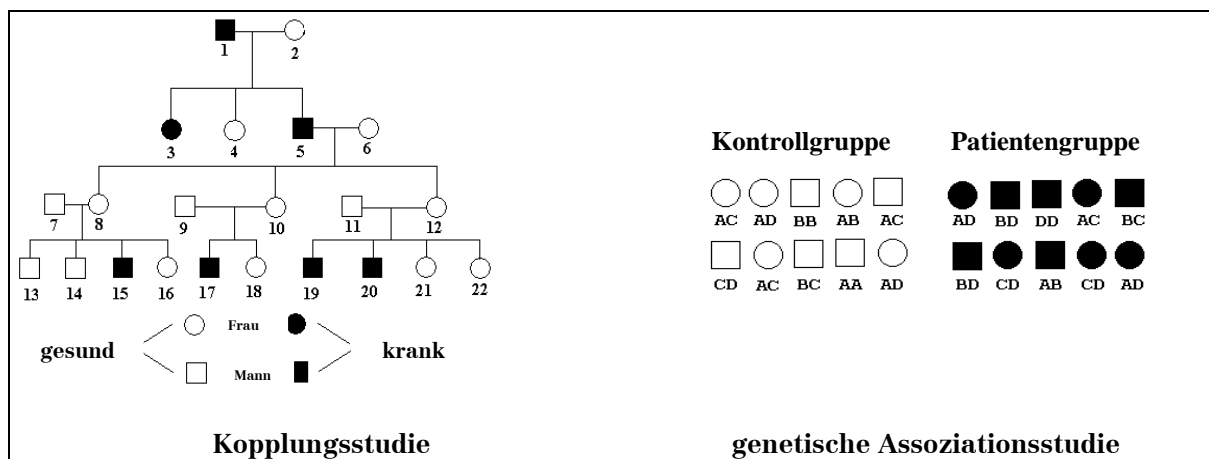 1 2
3 4 5 6
7 8 9 10 11 12
13 14 15 16 17 18 19 20 21 22
gesund Frau krank
Mann
Kopplungsstudie
Kontrollgruppe Patientengruppe
AC AD BB AB AC AD BD DD AC BC
CD AC BC AA AD BD CD AB CD AD
genetische Assoziationsstudie